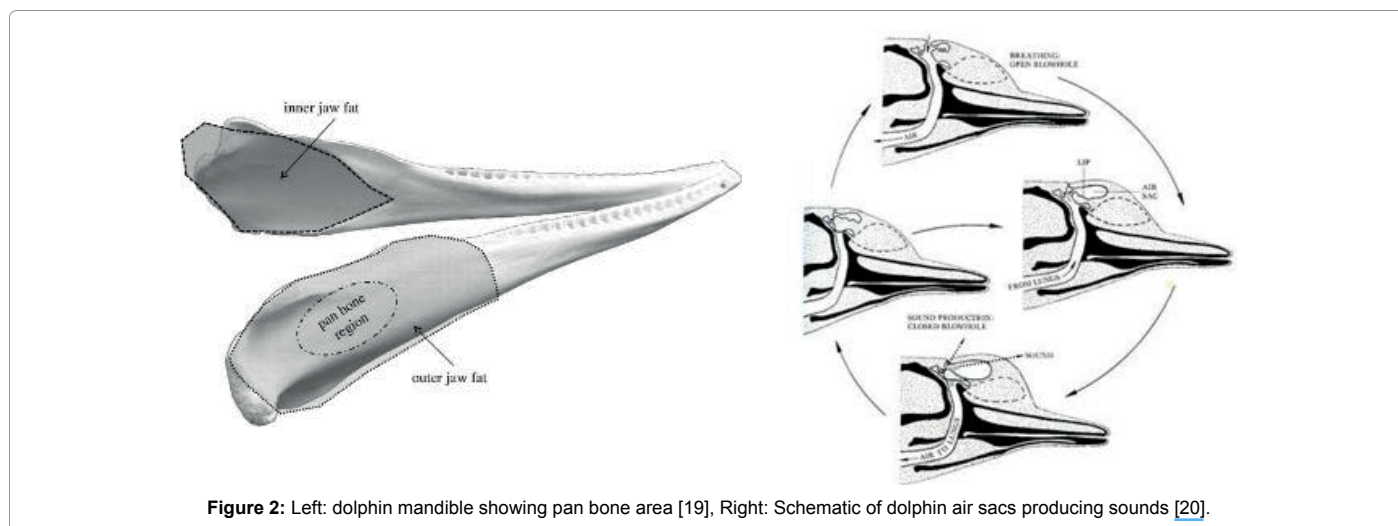 inner jaw fat
pan bone
region
outer jaw fat
BREATHING:
OPEN BLOWHOLE
AIR
LIP
AIR
SAC
FROM LUNGS
SOUND PRODUCTION:
CLOSED BLOWHOLE
SOUND
AIR TO LUNGS
Figure 2: Left: dolphin mandible showing pan bone area [19], Right: Schematic of dolphin air sacs producing sounds [20].